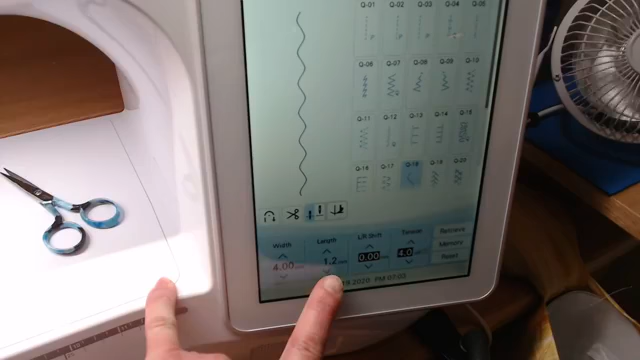 Q-01 Q-02 Q-03 Q-04 Q-05
Q-06 Q-07 Q-08 Q-09 Q-10
Q-11 Q-12 Q-13 Q-14 Q-15
Q-16 Q-17 Q-18 Q-19 Q-20
Width Length L/R Shift Tension
4.00 1.2 0.00 4.0
Retrieve
Memory
Reset
2020 PM 07:05